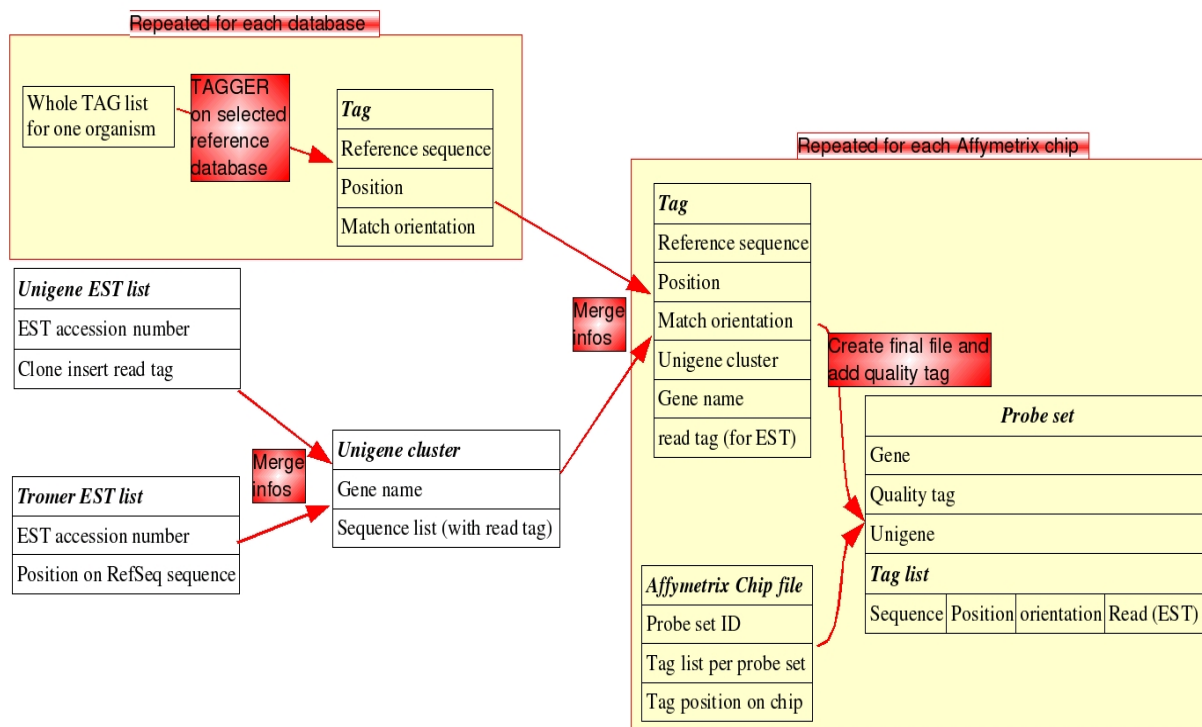 Repeated for each database
Whole TAG list
for one organism
TAGGER
on selected
reference
database
Tag
Reference sequence
Position
Match orientation
Unigene EST list
EST accession number
Clone insert read tag
Tromer EST list
EST accession number
Position on RefSeq sequence
Merge
infos
Unigene cluster
Gene name
Sequence list (with read tag)
Merge
infos
Repeated for each Affymetrix chip
Tag
Reference sequence
Position
Match orientation
Unigene cluster
Gene name
read tag (for EST)
Create final file and
add quality tag
Affymetrix Chip file
Probe set ID
Tag list per probe set
Tag position on chip
Probe set
Gene
Quality tag
Unigene
Tag list
Sequence Position orientation Read (EST)